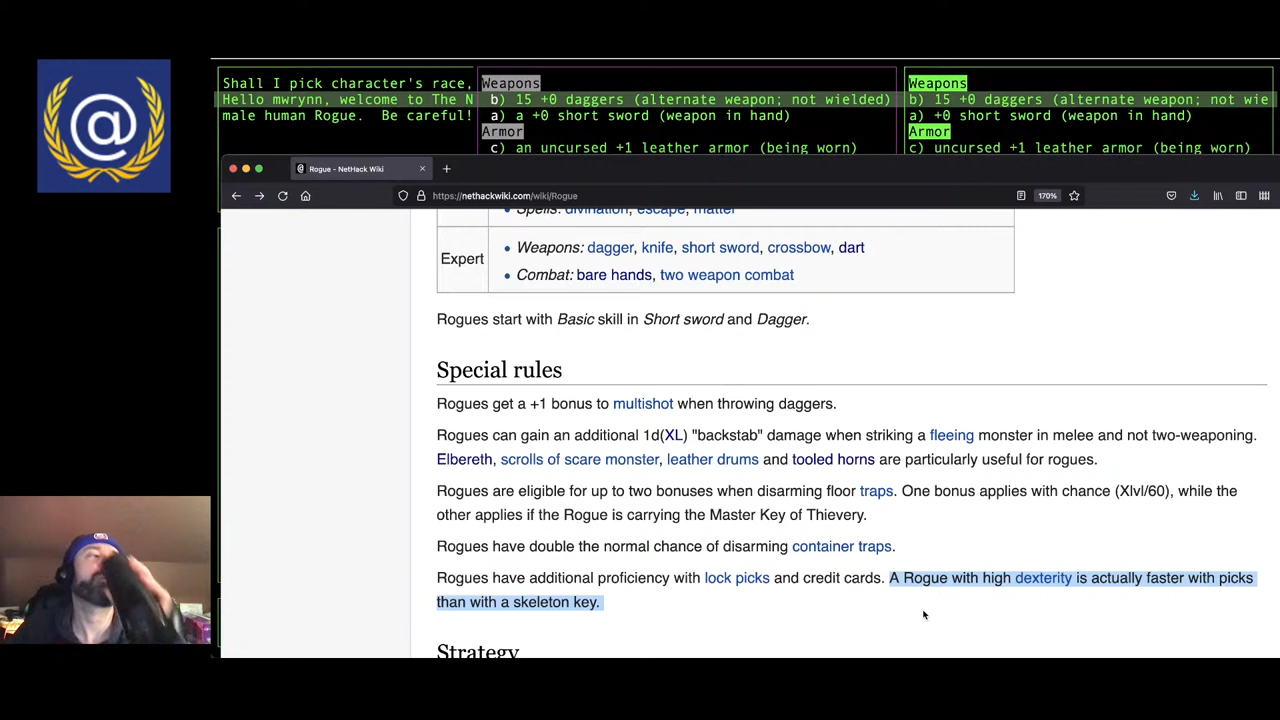 @
Shall I pick character's race,
Hello mwrynn, welcome to The N
male human Rogue.  Be careful!
Weapons
b) 15 +0 daggers (alternate weapon; not wielded)
a) a +0 short sword (weapon in hand)
Armor
c) an uncursed +1 leather armor (being worn)
Weapons
b) 15 +0 daggers (alternate weapon; not wie
a) +0 short sword (weapon in hand)
Armor
c) uncursed +1 leather armor (being worn)
Rogue - NetHack Wiki
https://nethackwiki.com/wiki/Rogue
170%
• Spells: divination, escape, matter
Expert
• Weapons: dagger, knife, short sword, crossbow, dart
• Combat: bare hands, two weapon combat
Rogues start with Basic skill in Short sword and Dagger.
Special rules
Rogues get a +1 bonus to multishot when throwing daggers.
Rogues can gain an additional 1d(XL) "backstab" damage when striking a fleeing monster in melee and not two-weaponing.
Elbereth, scrolls of scare monster, leather drums and tooled horns are particularly useful for rogues.
Rogues are eligible for up to two bonuses when disarming floor traps. One bonus applies with chance (Xlvl/60), while the
other applies if the Rogue is carrying the Master Key of Thievery.
Rogues have double the normal chance of disarming container traps.
Rogues have additional proficiency with lock picks and credit cards. A Rogue with high dexterity is actually faster with picks
than with a skeleton key.
Strategy